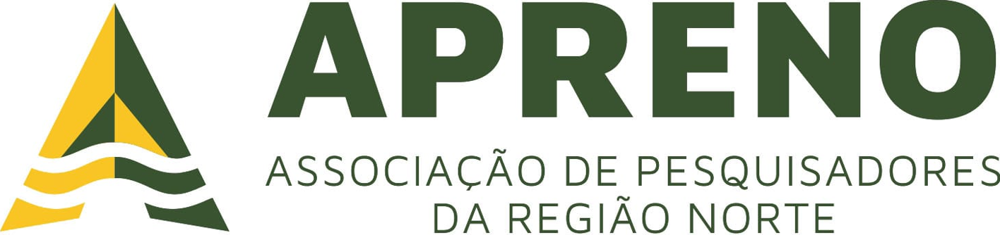 APRENO
ASSOCIAÇÃO DE PESQUISADORES
DA REGIÃO NORTE